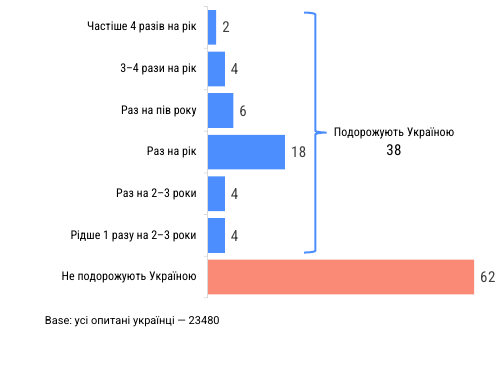 Частіше 4 разів на рік 2
3–4 рази на рік 4
Раз на пів року 6
Подорожують Україною
38
Раз на рік 18
Раз на 2–3 роки 4
Рідше 1 разу на 2–3 роки 4
Не подорожують Україною 62
Base: усі опитані українці — 23480